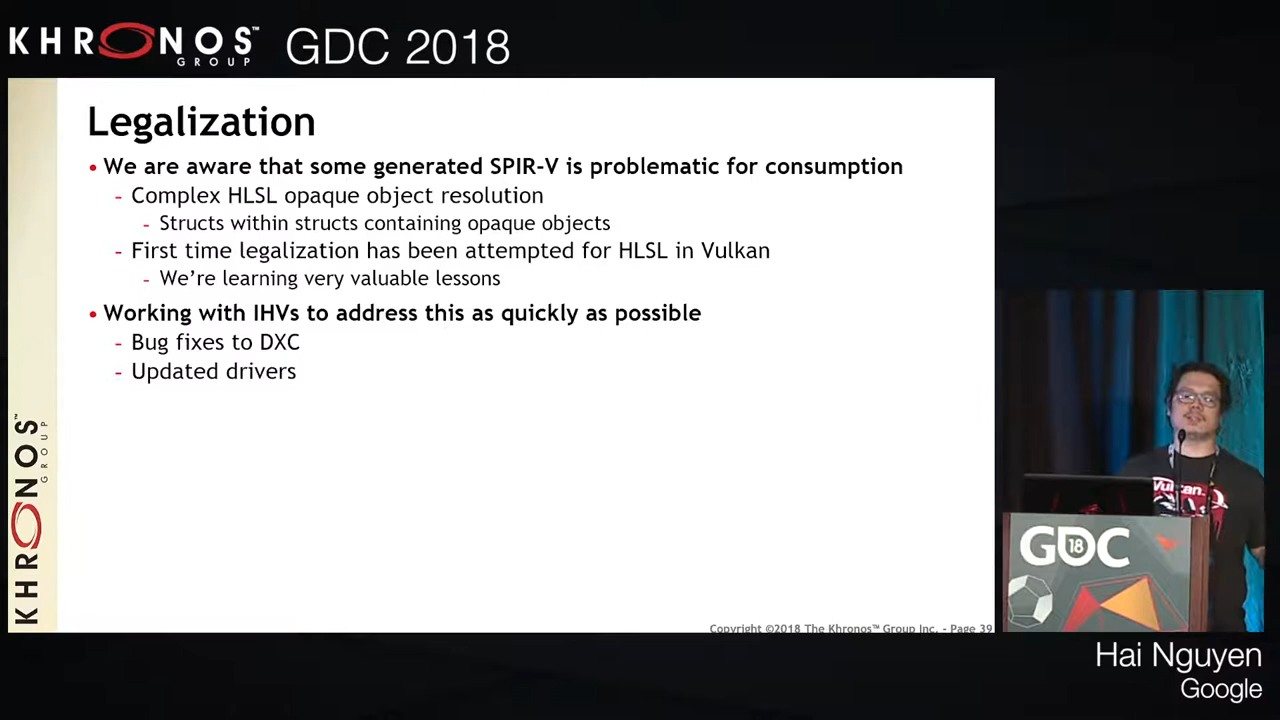 KHRONOS™ GROUP
GDC 2018
Legalization
• We are aware that some generated SPIR-V is problematic for consumption
- Complex HLSL opaque object resolution
- Structs within structs containing opaque objects
- First time legalization has been attempted for HLSL in Vulkan
- We're learning very valuable lessons
• Working with IHVs to address this as quickly as possible
- Bug fixes to DXC
- Updated drivers
KHRONOS™ GROUP
Copyright ©2018 The Khronos™ Group Inc. - Page 39
Vulkan.
GDC 18
Hai Nguyen
Google